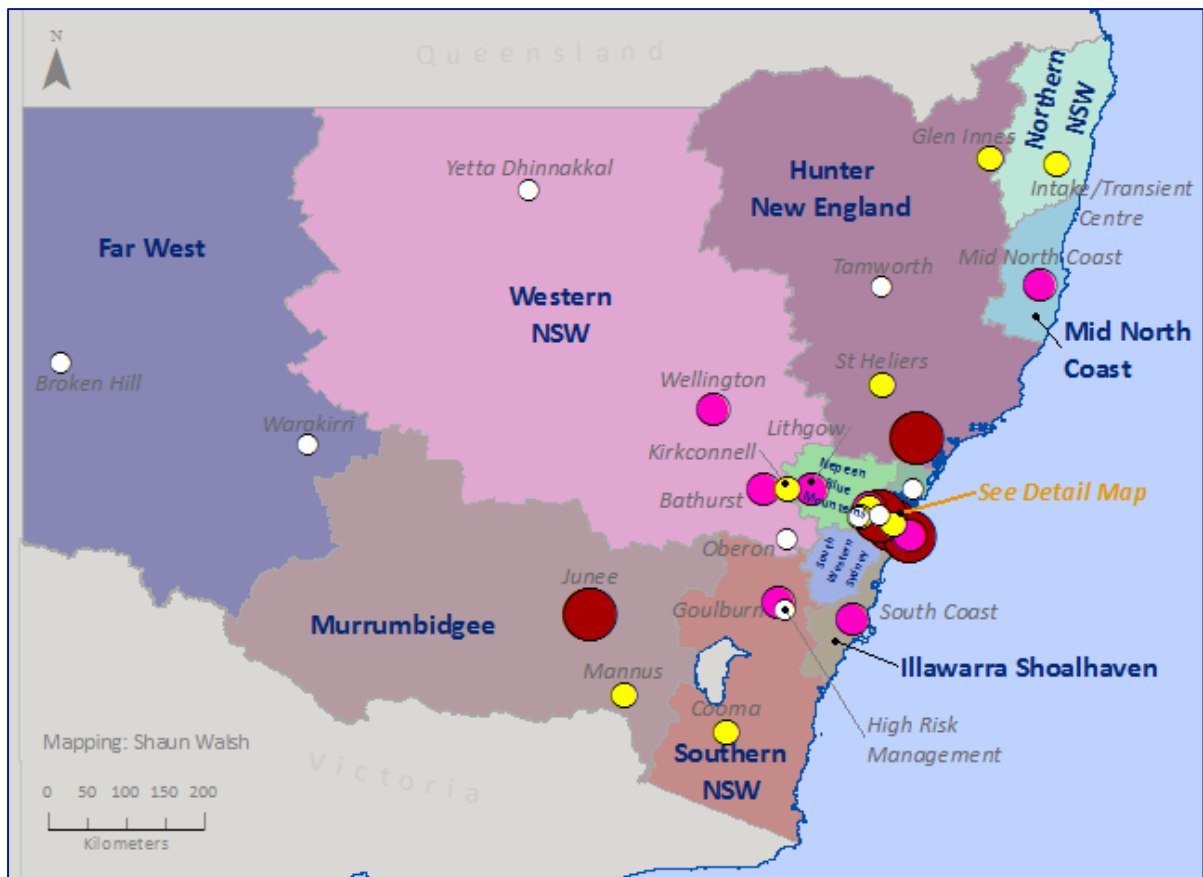 N
Queensland
Northern
NSW
Glen Innes
Intake/Transient
Centre
Yetta Dhinnakkal
Hunter
New England
Far West
Tamworth
Mid North Coast
Western
NSW
Mid North
Coast
St Heliers
Broken Hill
Wellington
Warakirri
Lithgow
Kirkconnell
Nepean
Blue
Mountains
Bathurst
See Detail Map
Oberon
South
Western
Sydney
Junee
Goulburn
South Coast
Murrumbidgee
Illawarra Shoalhaven
Mannus
Cooma
High Risk
Management
Southern
NSW
Mapping: Shaun Walsh
Victoria
0 50 100 150 200
Kilometers